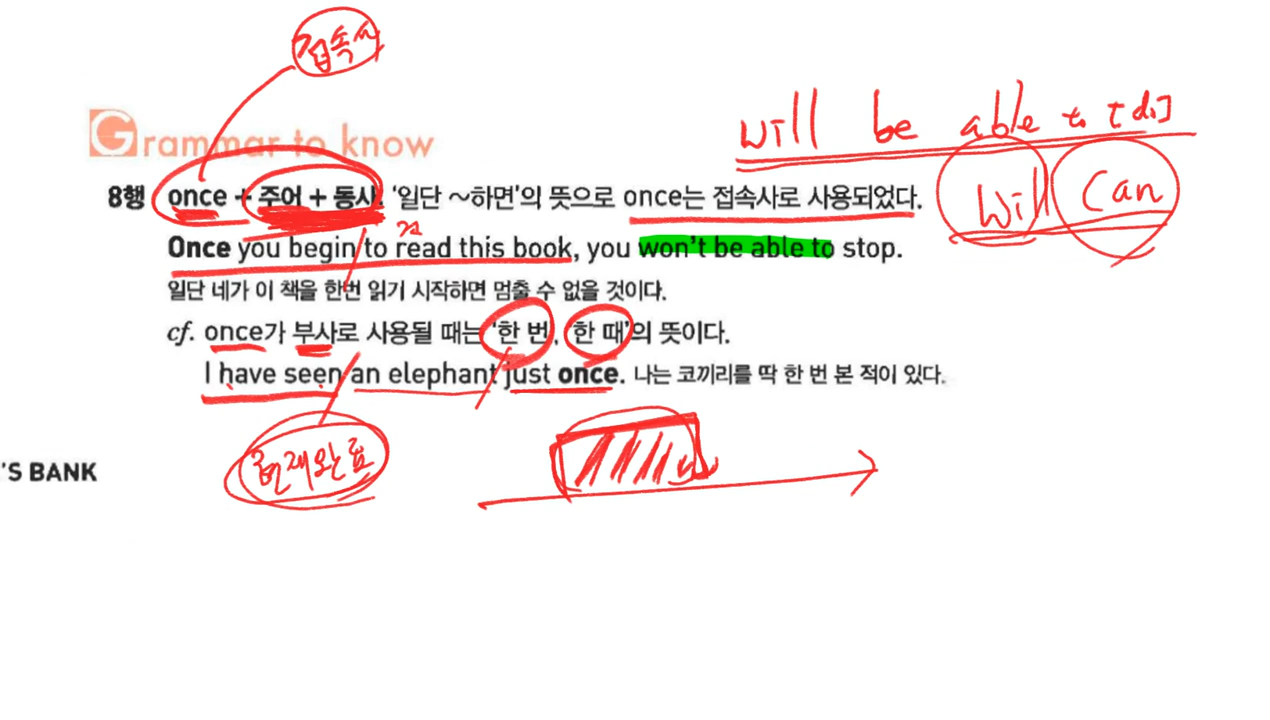 접속사
will be able to [do]
Will Can
Grammar to know
8행 once + 주어 + 동사: '일단 ~하면'의 뜻으로 once는 접속사로 사용되었다.
Once you begin to read this book, you won't be able to stop.
일단 네가 이 책을 한번 읽기 시작하면 멈출 수 없을 것이다.
cf. once가 부사로 사용될 때는 '한 번', '한 때'의 뜻이다.
I have seen an elephant just once. 나는 코끼리를 딱 한 번 본 적이 있다.
현재완료
'S BANK